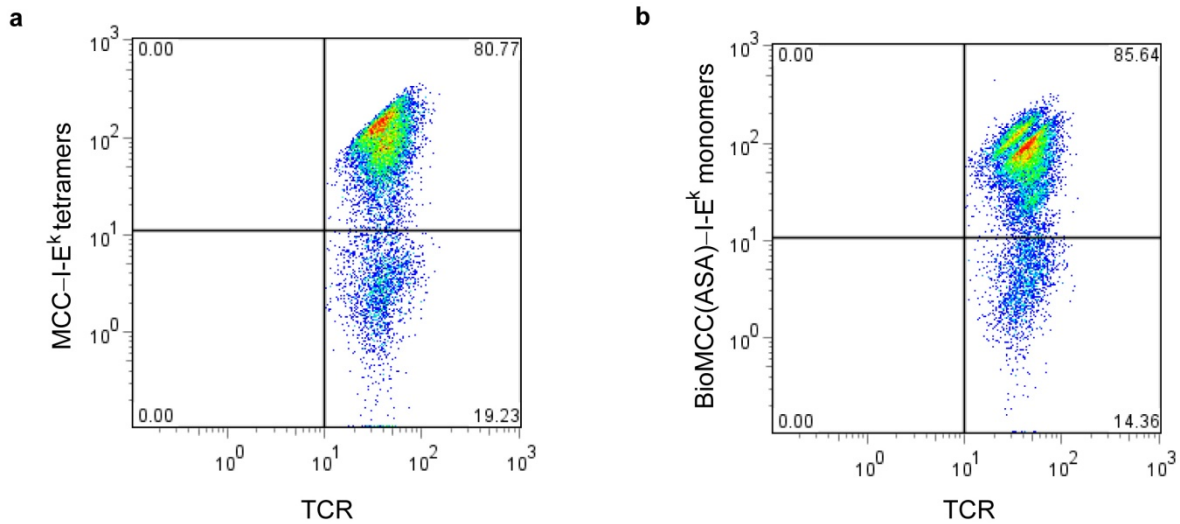 a
10³
0.00
80.77
10²
10¹
10⁰
0.00
19.23
MCC–I-Eᵏ tetramers
10⁰ 10¹ 10² 10³
TCR
b
10³
0.00
85.64
10²
10¹
10⁰
0.00
14.36
BioMCC(ASA)–I-Eᵏ monomers
10⁰ 10¹ 10² 10³
TCR